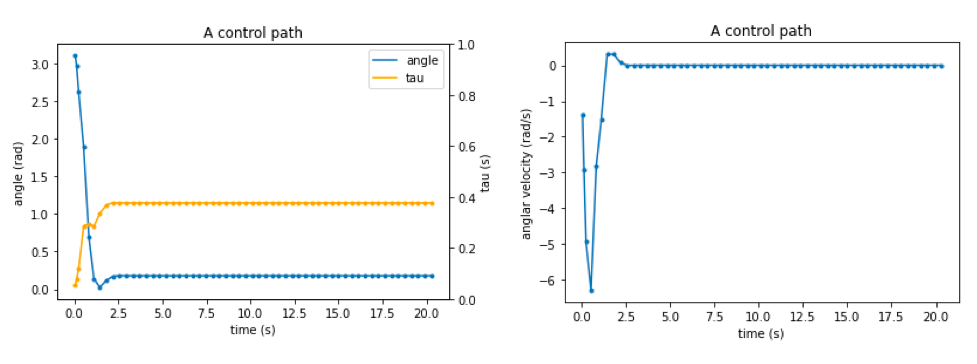 A control path
3.0
2.5
2.0
1.5
1.0
0.5
0.0
angle (rad)
0.0 2.5 5.0 7.5 10.0 12.5 15.0 17.5 20.0
time (s)
1.0
0.8
0.6
0.4
0.2
0.0
tau (s)
angle
tau
A control path
0
−1
−2
−3
−4
−5
−6
anglar velocity (rad/s)
0.0 2.5 5.0 7.5 10.0 12.5 15.0 17.5 20.0
time (s)